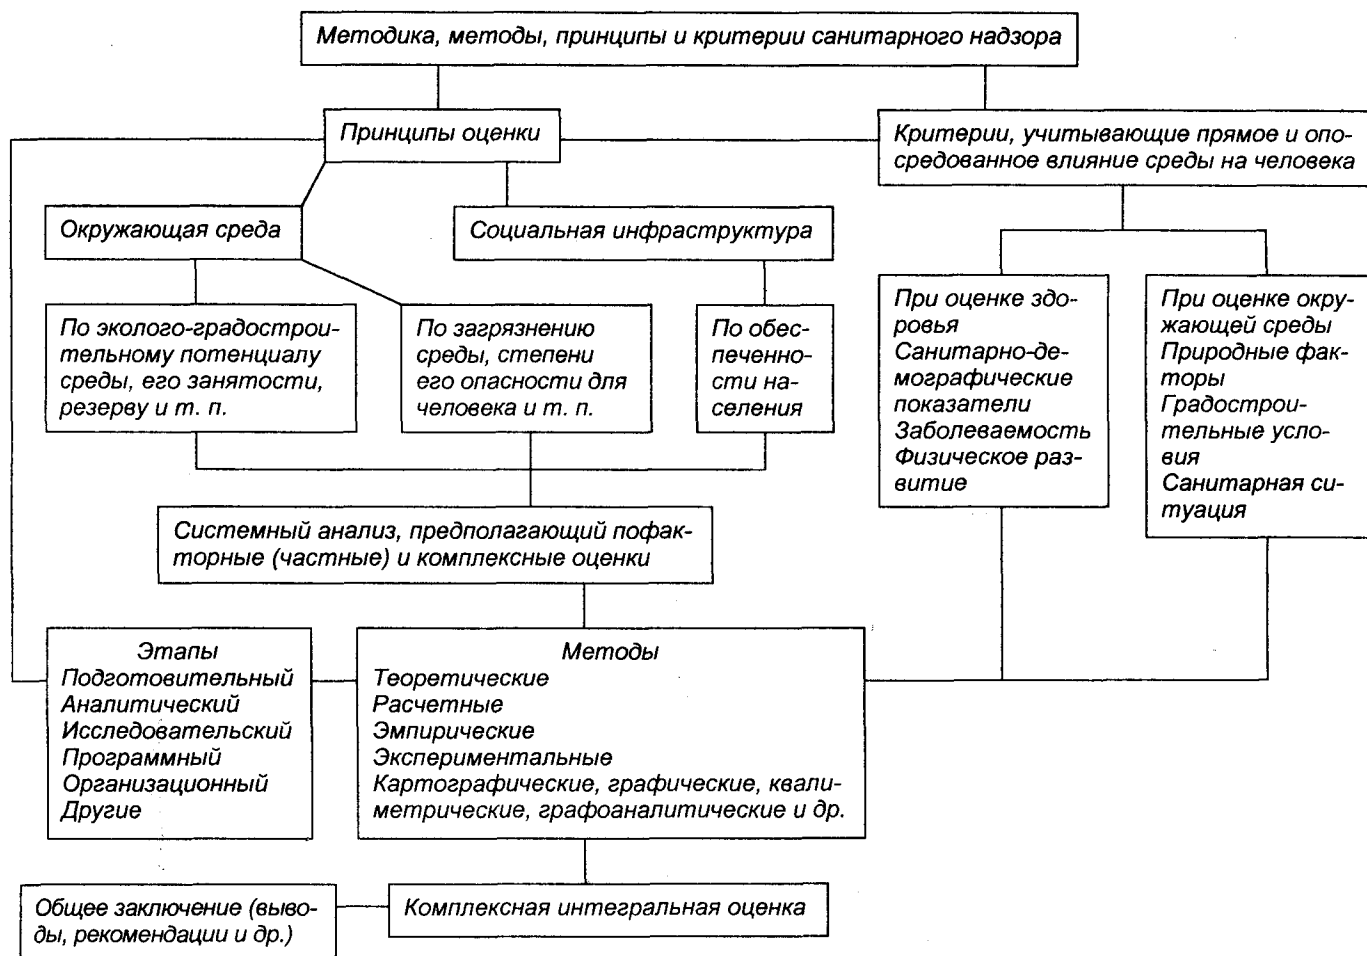 Методика, методы, принципы и критерии санитарного надзора
Принципы оценки
Критерии, учитывающие прямое и опо-
средованное влияние среды на человека
Окружающая среда
Социальная инфраструктура
По эколого-градострои-
тельному потенциалу
среды, его занятости,
резерву и т. п.
По загрязнению
среды, степени
его опасности для
человека и т. п.
По обес-
печенно-
сти на-
селения
При оценке здо-
ровья
Санитарно-де-
мографические
показатели
Заболеваемость
Физическое раз-
витие
При оценке окру-
жающей среды
Природные фак-
торы
Градострои-
тельные усло-
вия
Санитарная си-
туация
Системный анализ, предполагающий пофак-
торные (частные) и комплексные оценки
Этапы
Подготовительный
Аналитический
Исследовательский
Программный
Организационный
Другие
Методы
Теоретические
Расчетные
Эмпирические
Экспериментальные
Картографические, графические, квали-
метрические, графоаналитические и др.
Общее заключение (выво-
ды, рекомендации и др.)
Комплексная интегральная оценка